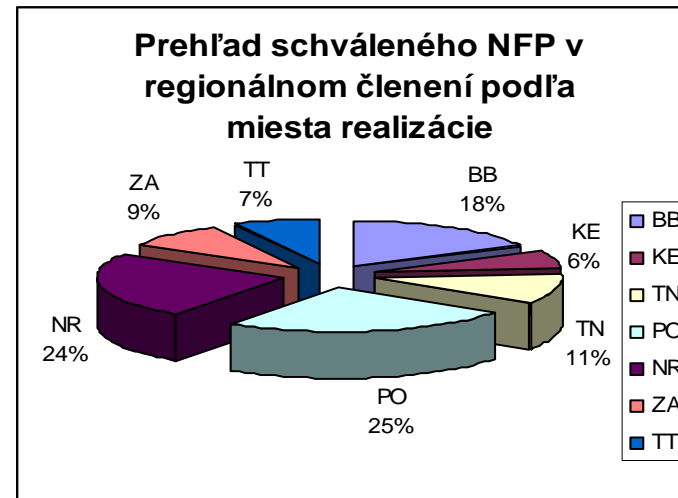 Prehľad schváleného NFP v
regionálnom členení podľa
miesta realizácie
ZA
9%
TT
7%
BB
18%
KE
6%
NR
24%
TN
11%
PO
25%
BB
KE
TN
PO
NR
ZA
TT